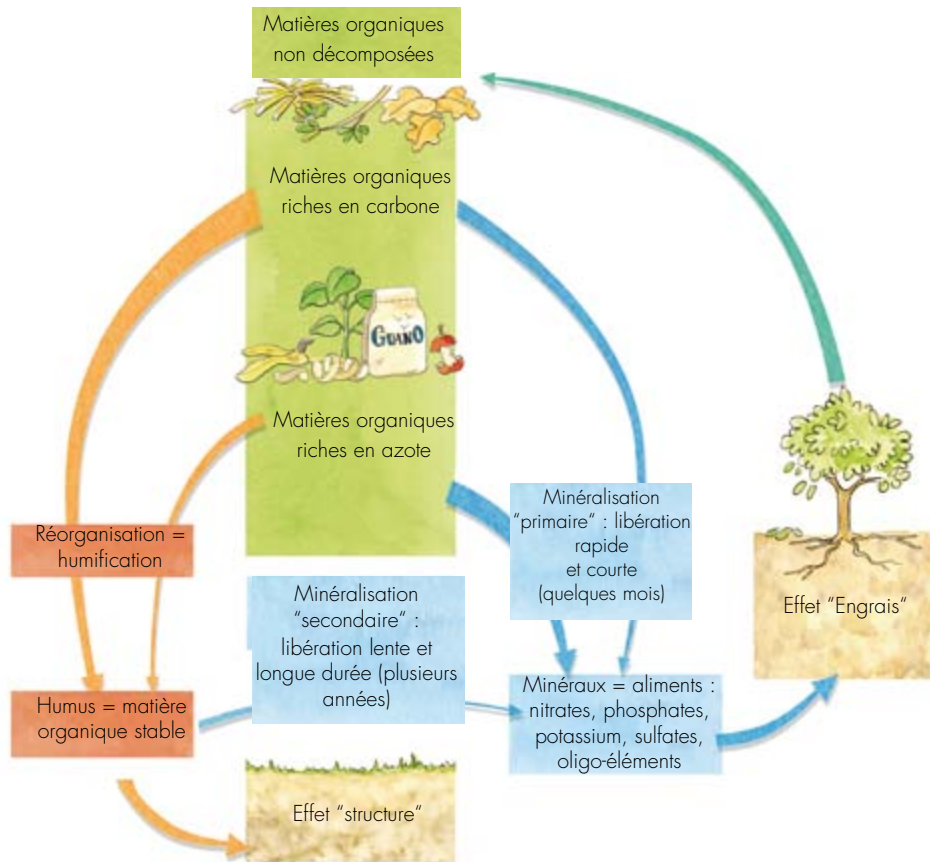 Matières organiques
non décomposées
Matières organiques
riches en carbone
GUANO
Matières organiques
riches en azote
Réorganisation =
humification
Minéralisation
“primaire“ : libération
rapide
et courte
(quelques mois)
Minéralisation
“secondaire“ :
libération lente et
longue durée (plusieurs
années)
Effet “Engrais“
Humus = matière
organique stable
Minéraux = aliments :
nitrates, phosphates,
potassium, sulfates,
oligo-éléments
Effet “structure“